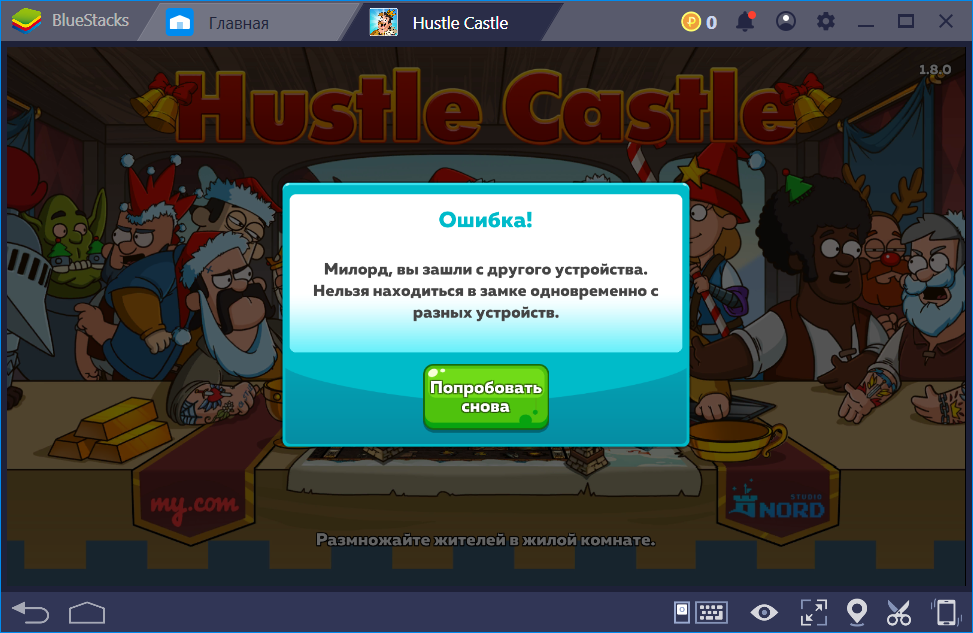 BlueStacks
Главная
Hustle Castle
0
1.8.0
Hustle Castle
Ошибка!
Милорд, вы зашли с другого устройства.
Нельзя находиться в замке одновременно с
разных устройств.
Попробовать
снова
my.com
STUDIO
NORD
Размножайте жителей в жилой комнате.